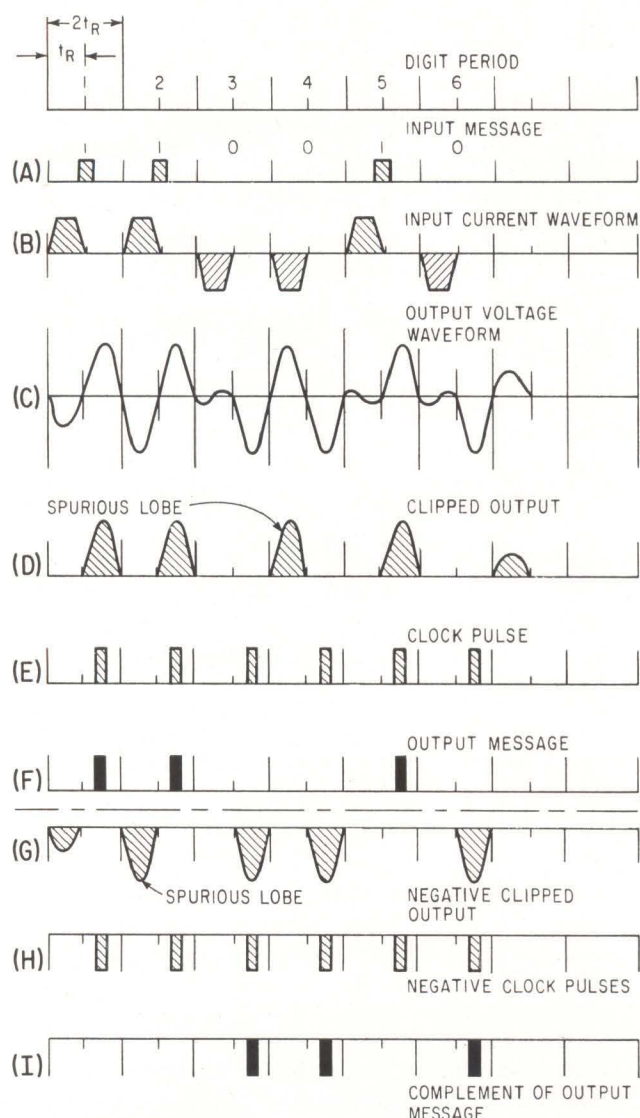 2tR
tR
DIGIT PERIOD
1 2 3 4 5 6
INPUT MESSAGE
1 1 0 0 1 0
(A)
(B) INPUT CURRENT WAVEFORM
OUTPUT VOLTAGE
WAVEFORM
(C)
SPURIOUS LOBE CLIPPED OUTPUT
(D)
CLOCK PULSE
(E)
OUTPUT MESSAGE
(F)
(G)
SPURIOUS LOBE
NEGATIVE CLIPPED
OUTPUT
(H)
NEGATIVE CLOCK PULSES
(I)
COMPLEMENT OF OUTPUT
MESSAGE